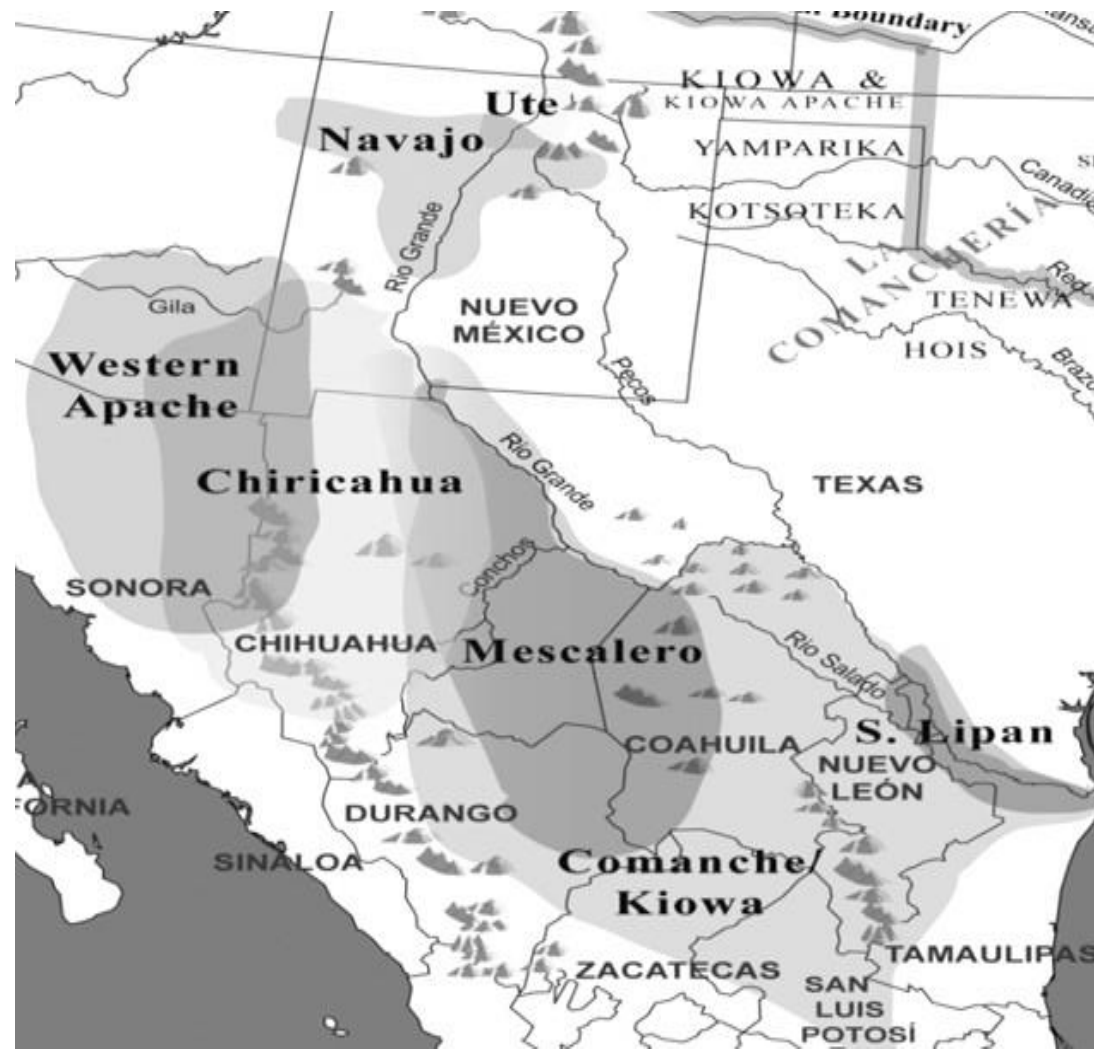 Boundary
KIOWA &
KIOWA APACHE
Ute
Navajo
YAMPARIKA
KOTSOTEKA
LA
COMANCHERÍA
Rio Grande
Red
TENEWA
Gila
NUEVO
MÉXICO
HOIS
Western
Apache
Pecos
Rio Grande
Chiricahua
TEXAS
Conchos
SONORA
CHIHUAHUA
Mescalero
Rio Salado
S. Lipan
COAHUILA
NUEVO
LEÓN
DURANGO
SINALOA
Comanche/
Kiowa
TAMAULIPAS
ZACATECAS
SAN
LUIS
POTOSÍ